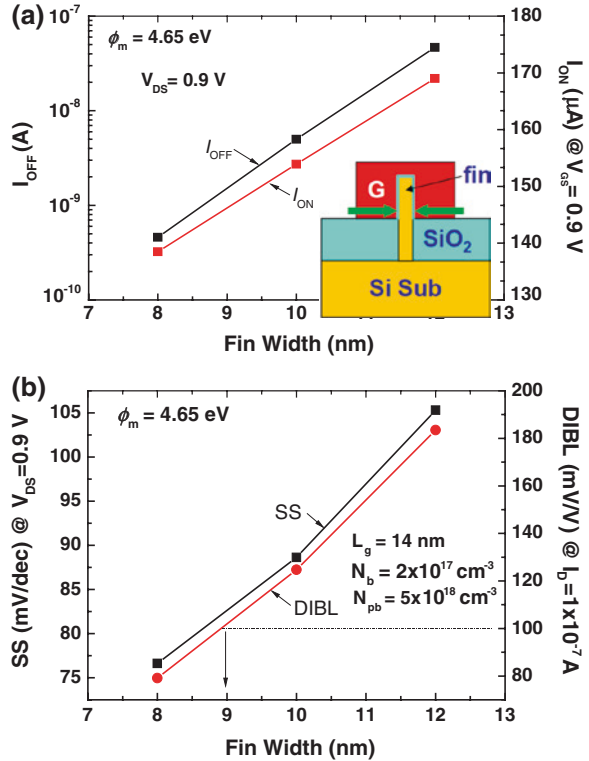 (a)
ϕm = 4.65 eV
VDS = 0.9 V
IOFF
ION
G
fin
SiO2
Si Sub
10-7
10-8
10-9
10-10
IOFF (A)
180
170
160
150
140
130
ION (μA) @ VGS = 0.9 V
7 8 9 10 11 12 13
Fin Width (nm)
(b)
ϕm = 4.65 eV
SS
DIBL
Lg = 14 nm
Nb = 2x10^17 cm-3
Npb = 5x10^18 cm-3
105
100
95
90
85
80
75
SS (mV/dec) @ VDS=0.9 V
200
180
160
140
120
100
80
DIBL (mV/V) @ ID=1x10-7 A
7 8 9 10 11 12 13
Fin Width (nm)